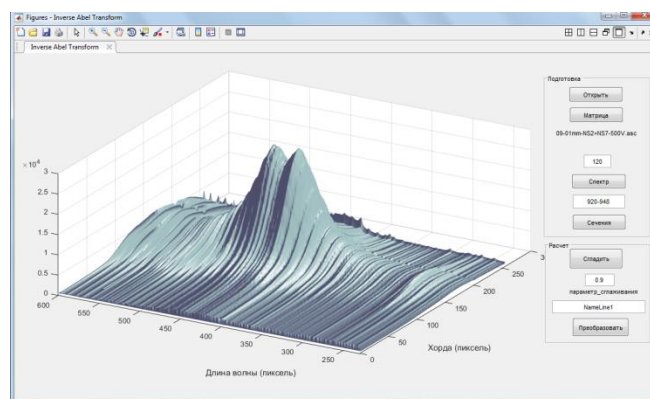 Figures - Inverse Abel Transform
Inverse Abel Transform
Подготовка
Открыть
Матрица
09-01mm-NS2+NS7-500V.asc
120
Спектр
920-948
Сечения
Расчет
Сгладить
0.9
параметр_сглаживания
NameLine1
Преобразовать
×10⁴
3
2.5
2
1.5
1
0.5
0
600
550
500
450
400
350
300
250
0
50
100
150
200
250
Длина волны (пиксель)
Хорда (пиксель)